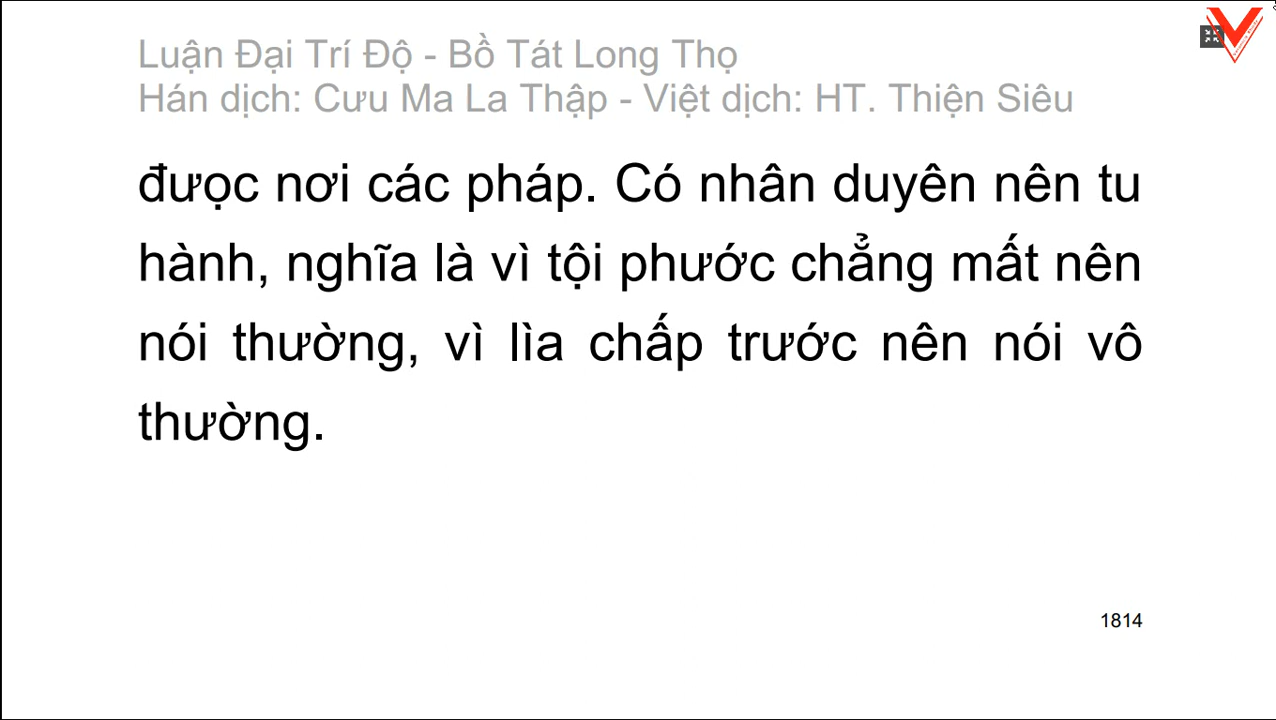 Luận Đại Trí Độ - Bồ Tát Long Thọ
Hán dịch: Cưu Ma La Thập - Việt dịch: HT. Thiện Siêu
được nơi các pháp. Có nhân duyên nên tu
hành, nghĩa là vì tội phước chẳng mất nên
nói thường, vì lìa chấp trước nên nói vô
thường.
1814